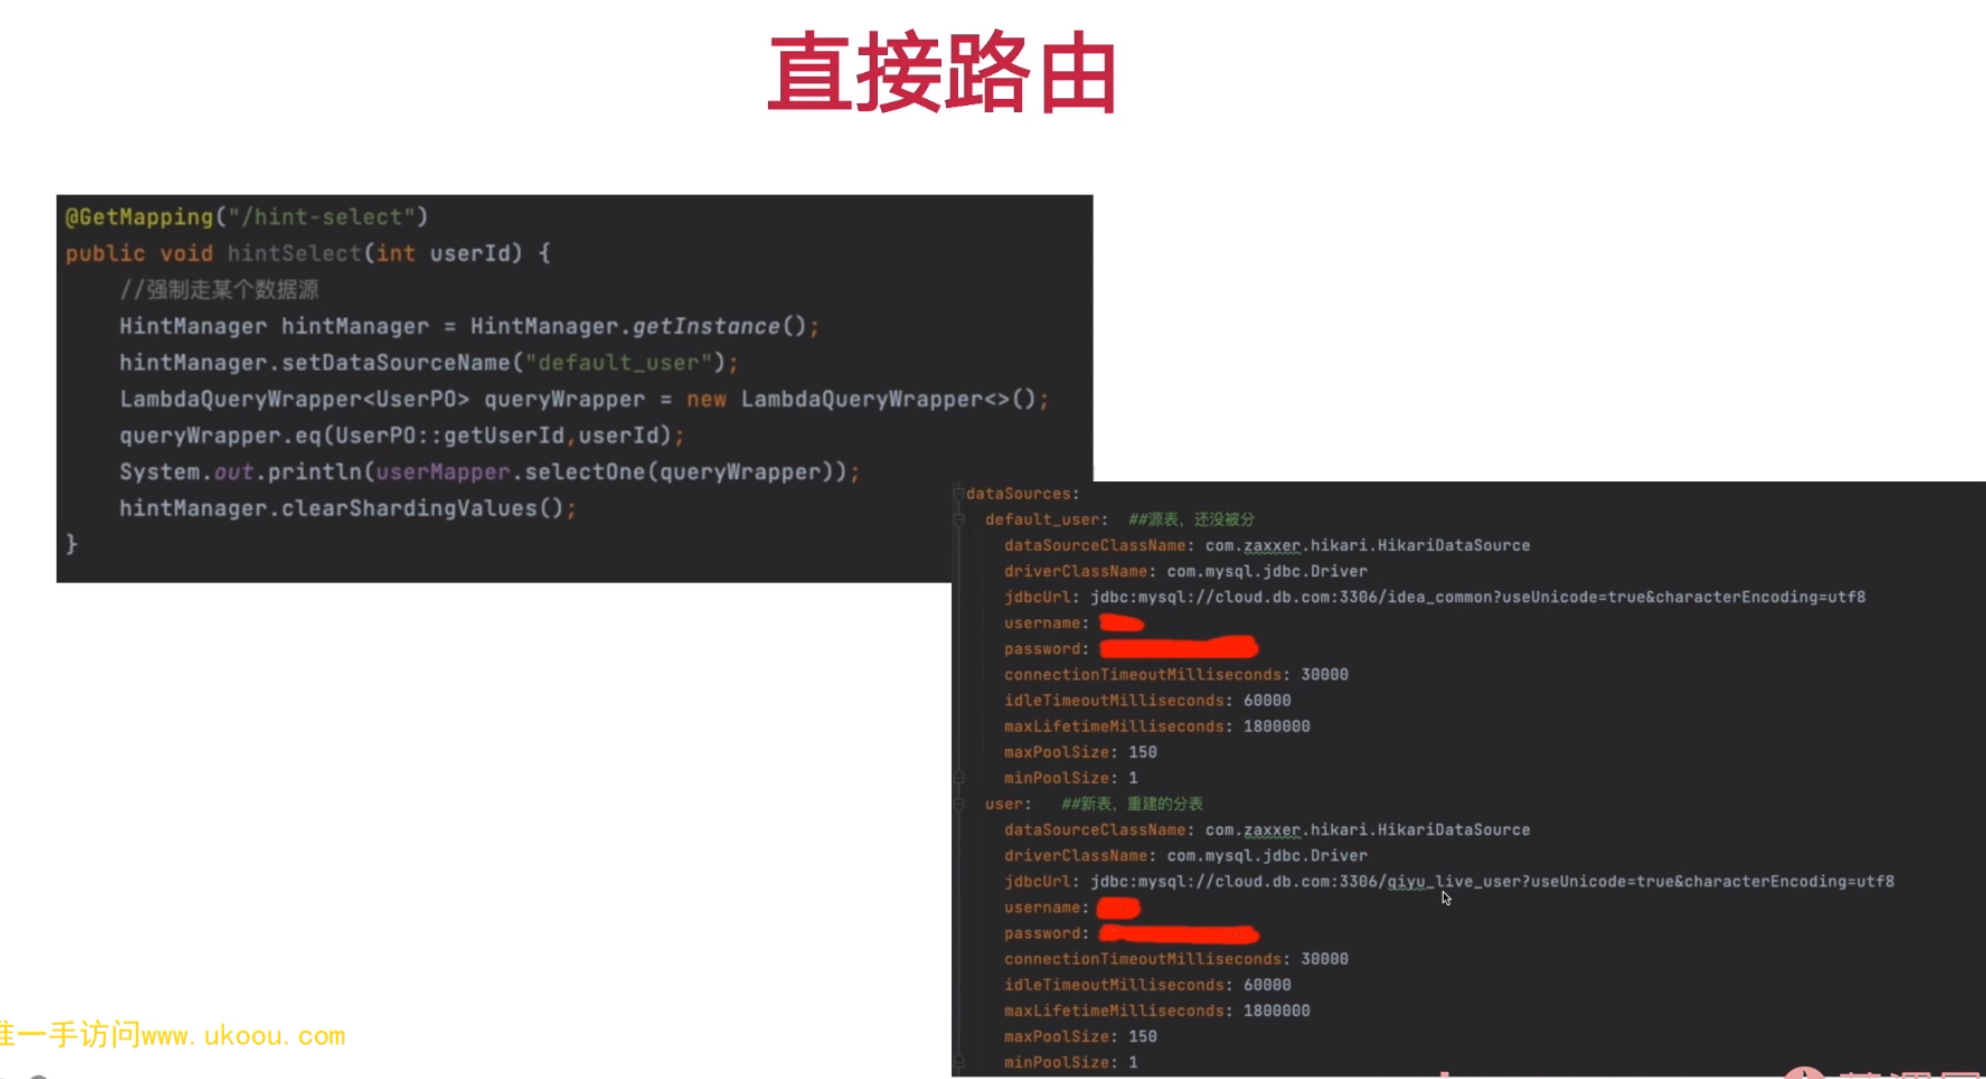 直接路由
@GetMapping("/hint-select")
public void hintSelect(int userId) {
//强制走某个数据源
HintManager hintManager = HintManager.getInstance();
hintManager.setDataSourceName("default_user");
LambdaQueryWrapper<UserPO> queryWrapper = new LambdaQueryWrapper<>();
queryWrapper.eq(UserPO::getUserId,userId);
System.out.println(userMapper.selectOne(queryWrapper));
hintManager.clearShardingValues();
}
dataSources:
default_user: ##源表，还没被分
dataSourceClassName: com.zaxxer.hikari.HikariDataSource
driverClassName: com.mysql.jdbc.Driver
jdbcUrl: jdbc:mysql://cloud.db.com:3306/idea_common?useUnicode=true&characterEncoding=utf8
username:
password:
connectionTimeoutMilliseconds: 30000
idleTimeoutMilliseconds: 60000
maxLifetimeMilliseconds: 1800000
maxPoolSize: 150
minPoolSize: 1
user: ##新表，重建的分表
dataSourceClassName: com.zaxxer.hikari.HikariDataSource
driverClassName: com.mysql.jdbc.Driver
jdbcUrl: jdbc:mysql://cloud.db.com:3306/qiyu_live_user?useUnicode=true&characterEncoding=utf8
username:
password:
connectionTimeoutMilliseconds: 30000
idleTimeoutMilliseconds: 60000
maxLifetimeMilliseconds: 1800000
maxPoolSize: 150
minPoolSize: 1
一手访问www.ukoou.com